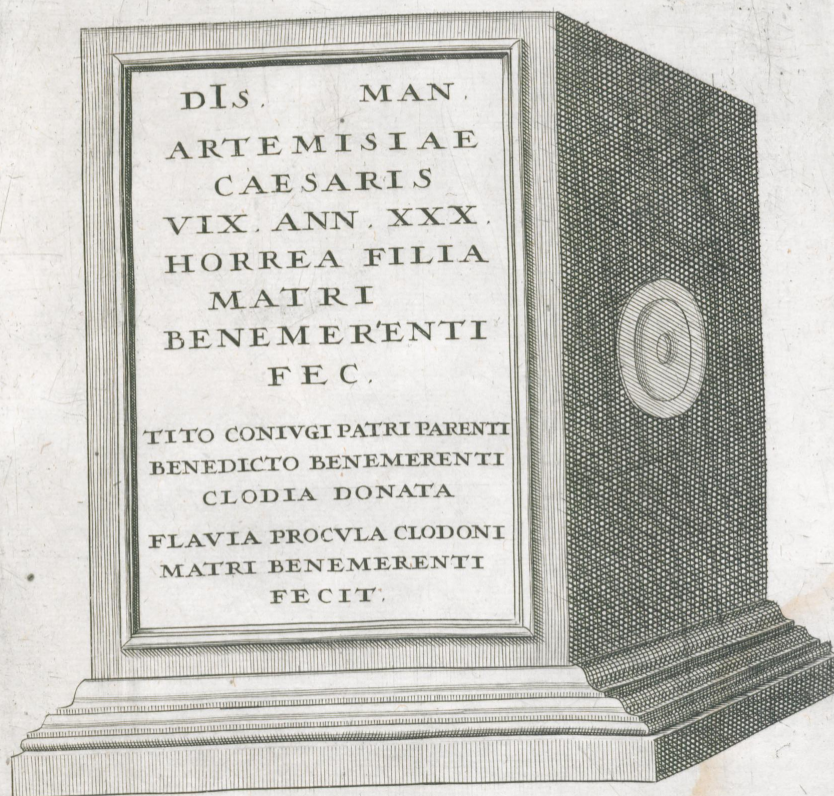 DIS. MAN.
ARTEMISIAE
CAESARIS
VIX. ANN. XXX.
HORREA FILIA
MATRI
BENEMERENTI
FEC.
TITO CONIVGI PATRI PARENTI
BENEDICTO BENEMERENTI
CLODIA DONATA
FLAVIA PROCVLA CLODONI
MATRI BENEMERENTI
FECIT.